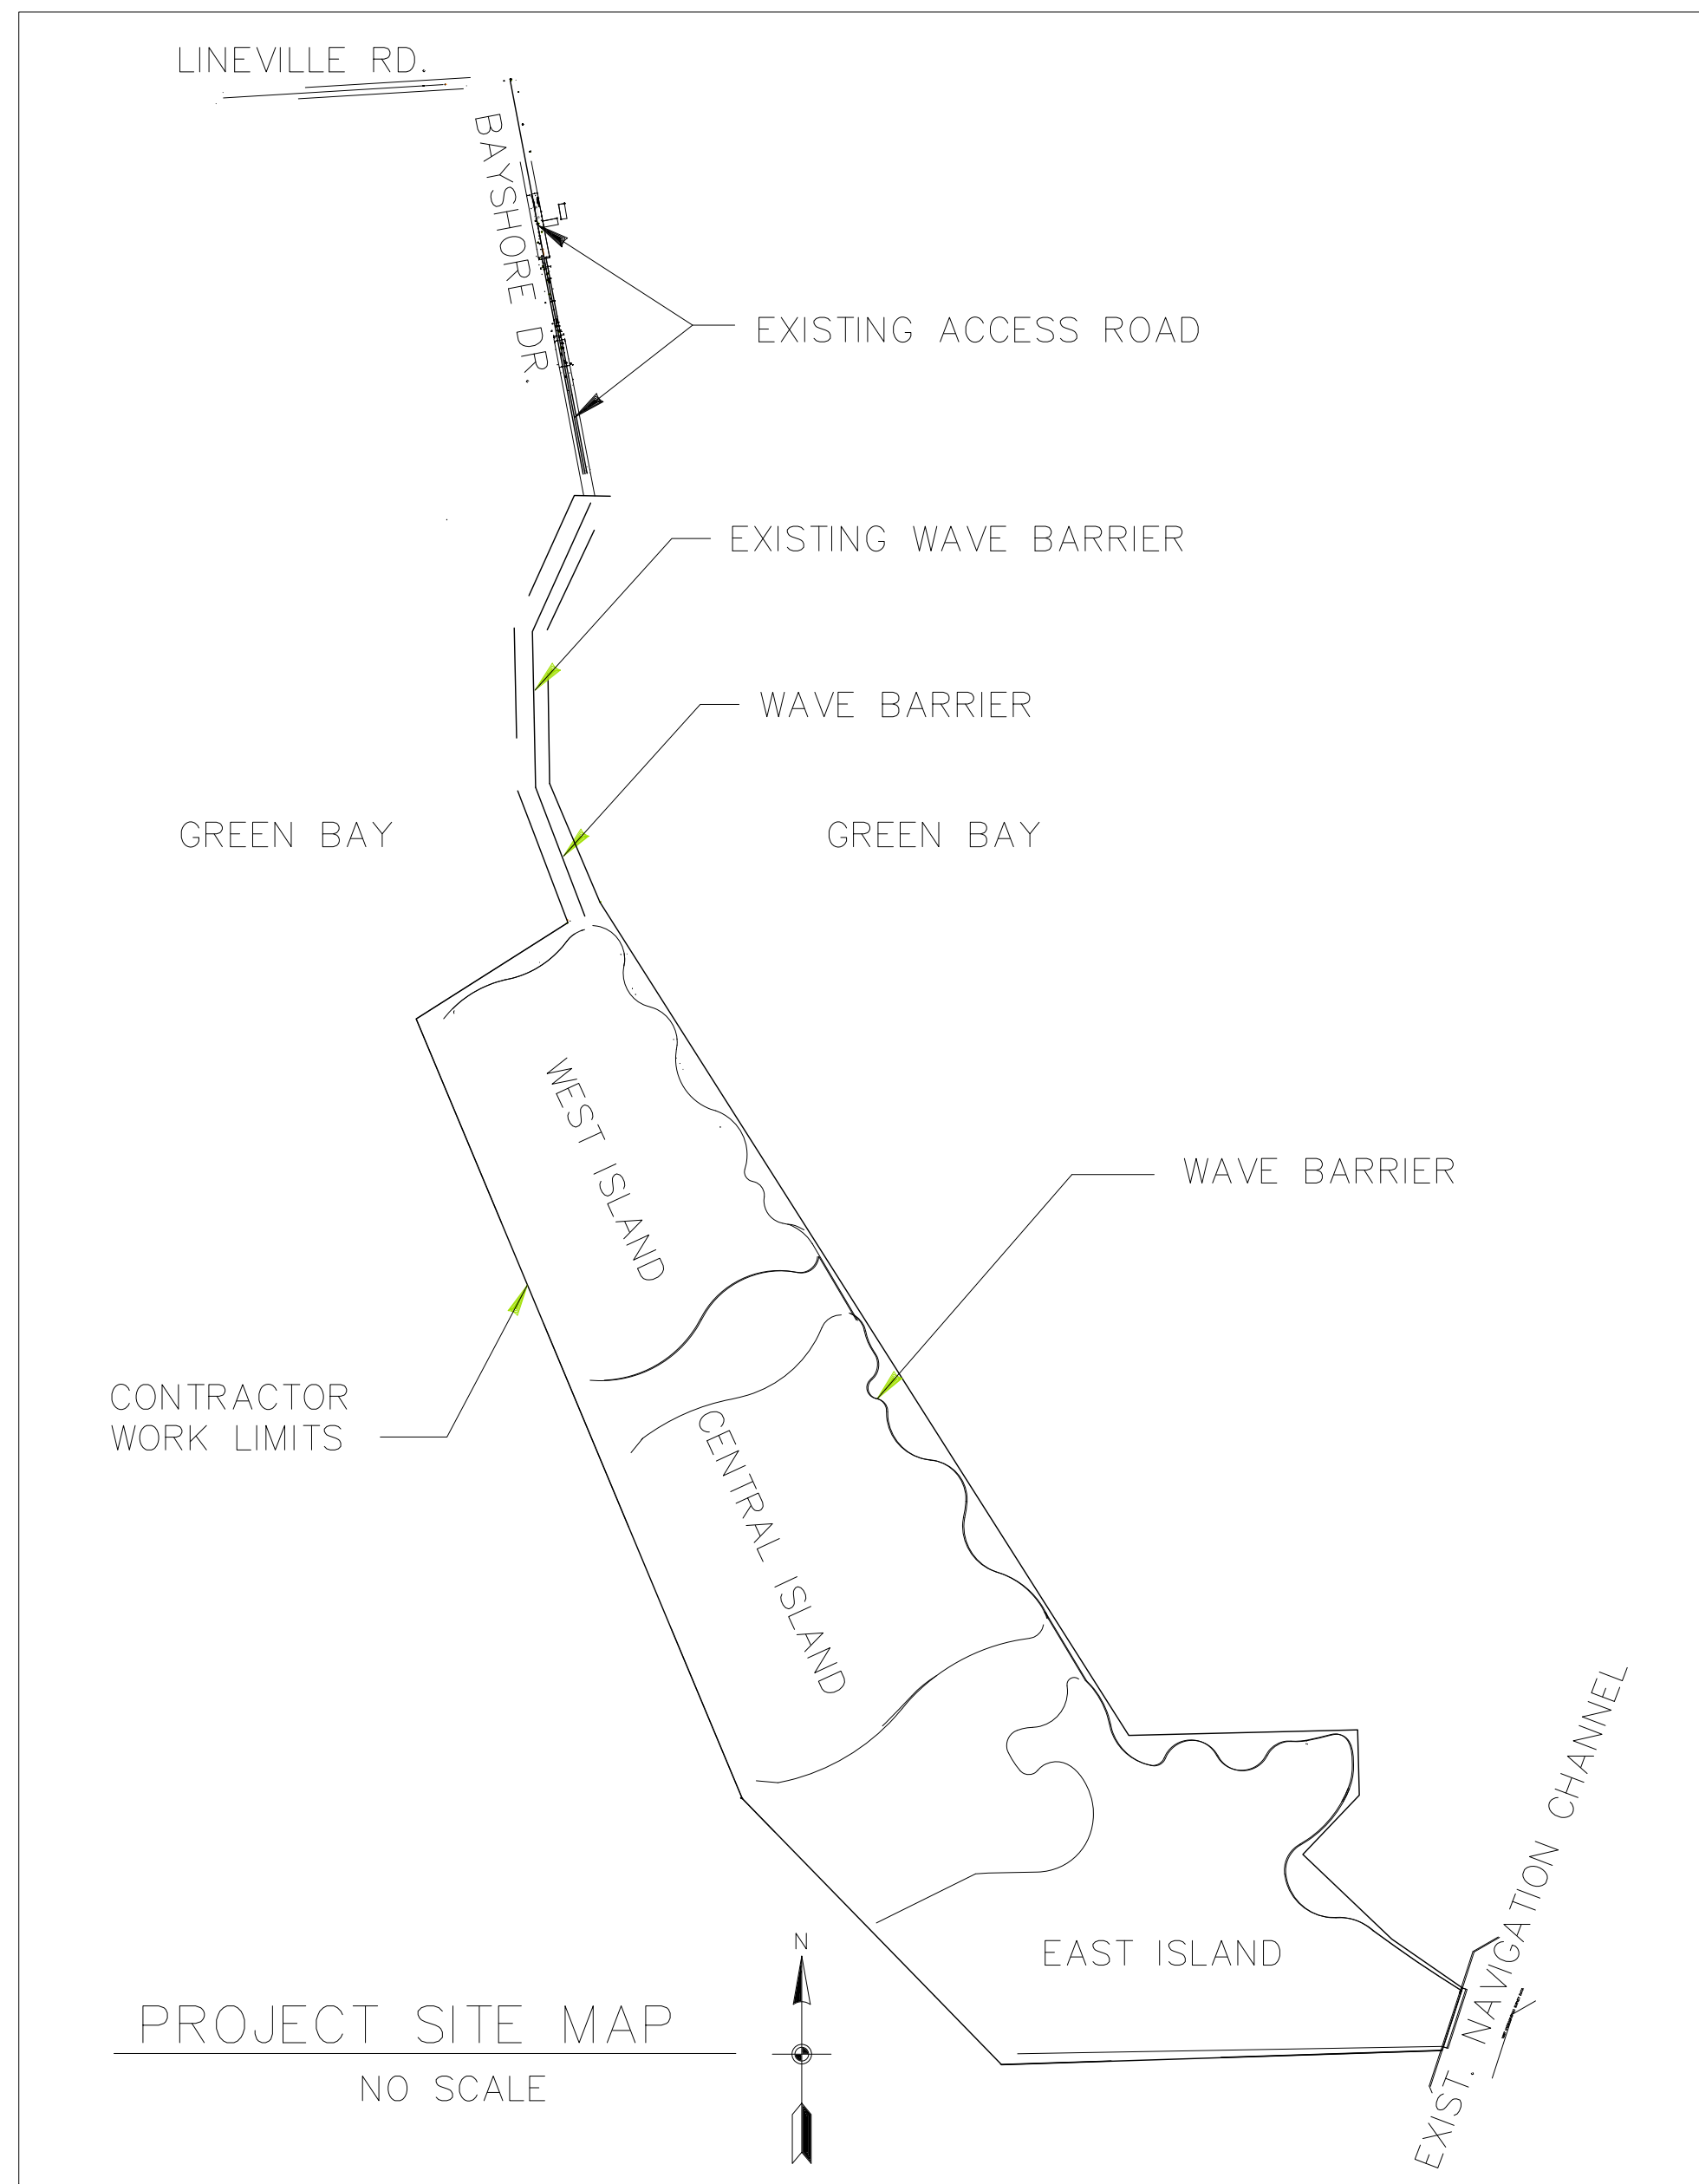 LINEVILLE RD.
BAYSHORE DR.
EXISTING ACCESS ROAD
EXISTING WAVE BARRIER
WAVE BARRIER
GREEN BAY
GREEN BAY
WEST ISLAND
WAVE BARRIER
CONTRACTOR
WORK LIMITS
CENTRAL ISLAND
EXIST. NAVIGATION CHANNEL
EAST ISLAND
N
PROJECT SITE MAP
NO SCALE